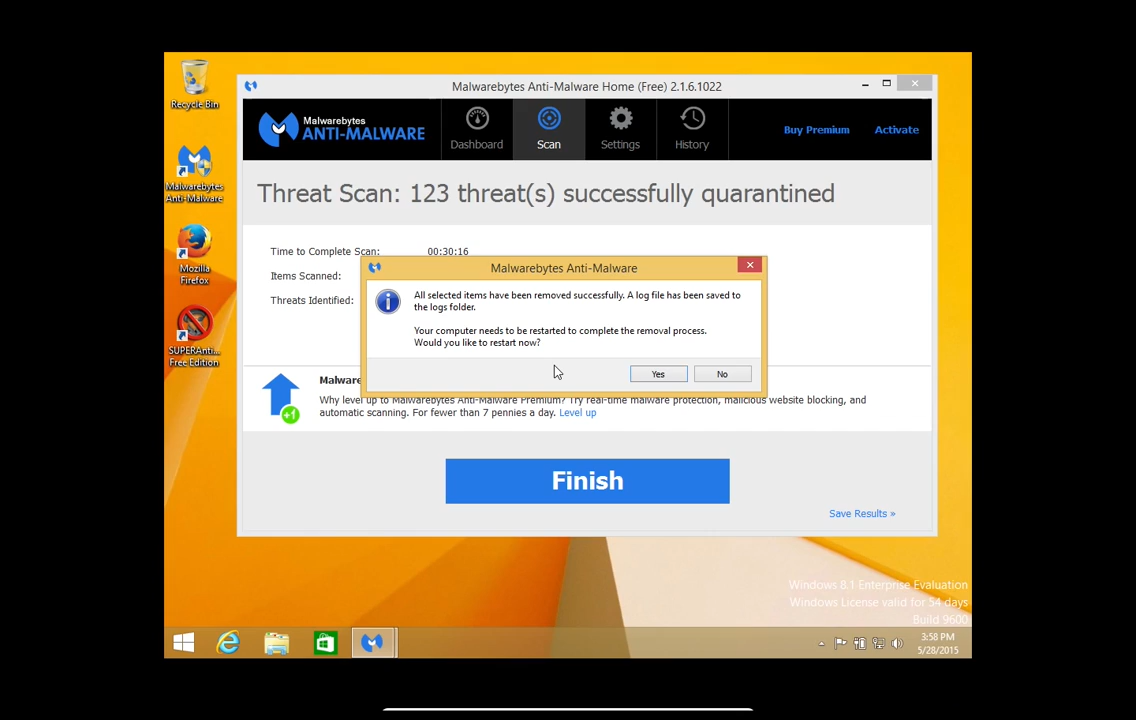 Recycle Bin
Malwarebytes
Anti-Malware
Mozilla
Firefox
SUPERAnti...
Free Edition
Malwarebytes Anti-Malware Home (Free) 2.1.6.1022
Malwarebytes
ANTI-MALWARE
Dashboard
Scan
Settings
History
Buy Premium
Activate
Threat Scan: 123 threat(s) successfully quarantined
Time to Complete Scan: 00:30:16
Items Scanned:
Threats Identified:
Malwarebytes Anti-Malware
All selected items have been removed successfully. A log file has been saved to
the logs folder.
Your computer needs to be restarted to complete the removal process.
Would you like to restart now?
Yes
No
+1
Malware
Why level up to Malwarebytes Anti-Malware Premium? Try real-time malware protection, malicious website blocking, and
automatic scanning. For fewer than 7 pennies a day. Level up
Finish
Save Results »
Windows 8.1 Enterprise Evaluation
Windows License valid for 54 days
Build 9600
3:58 PM
5/28/2015